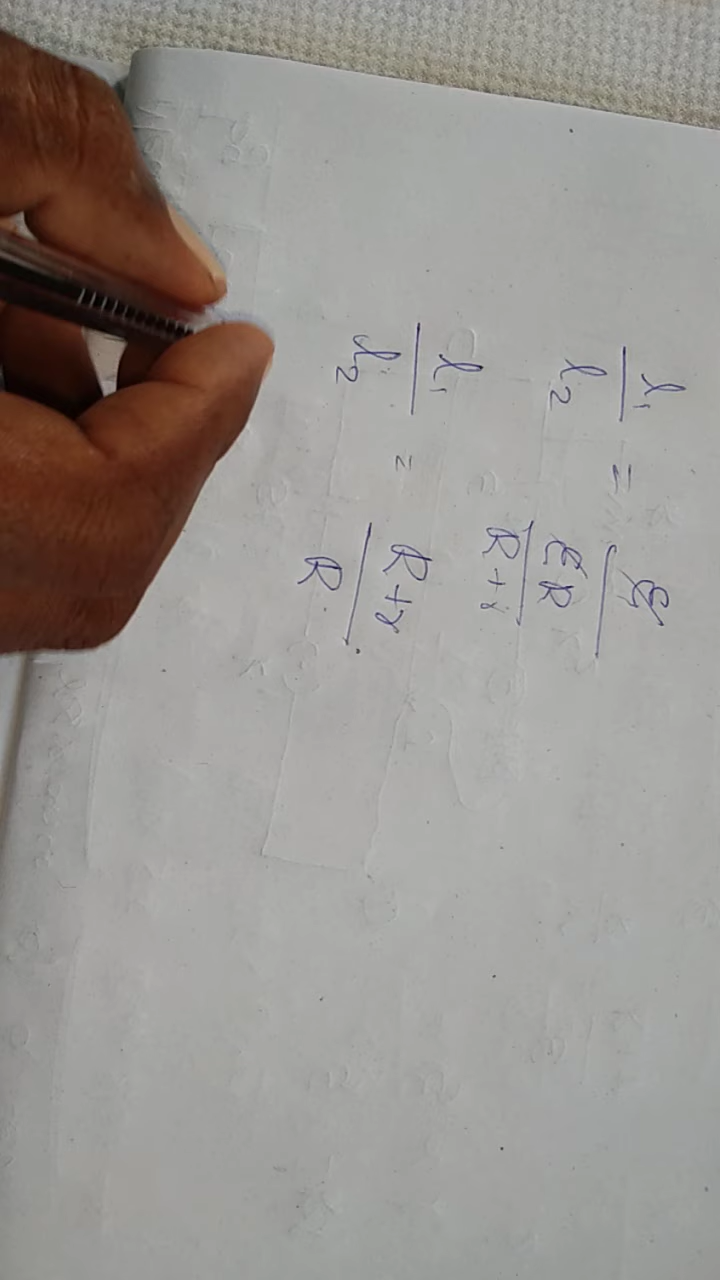 l₁/l₂ = ε/(εR/(R+r))
l₁/l₂ = (R+r)/R